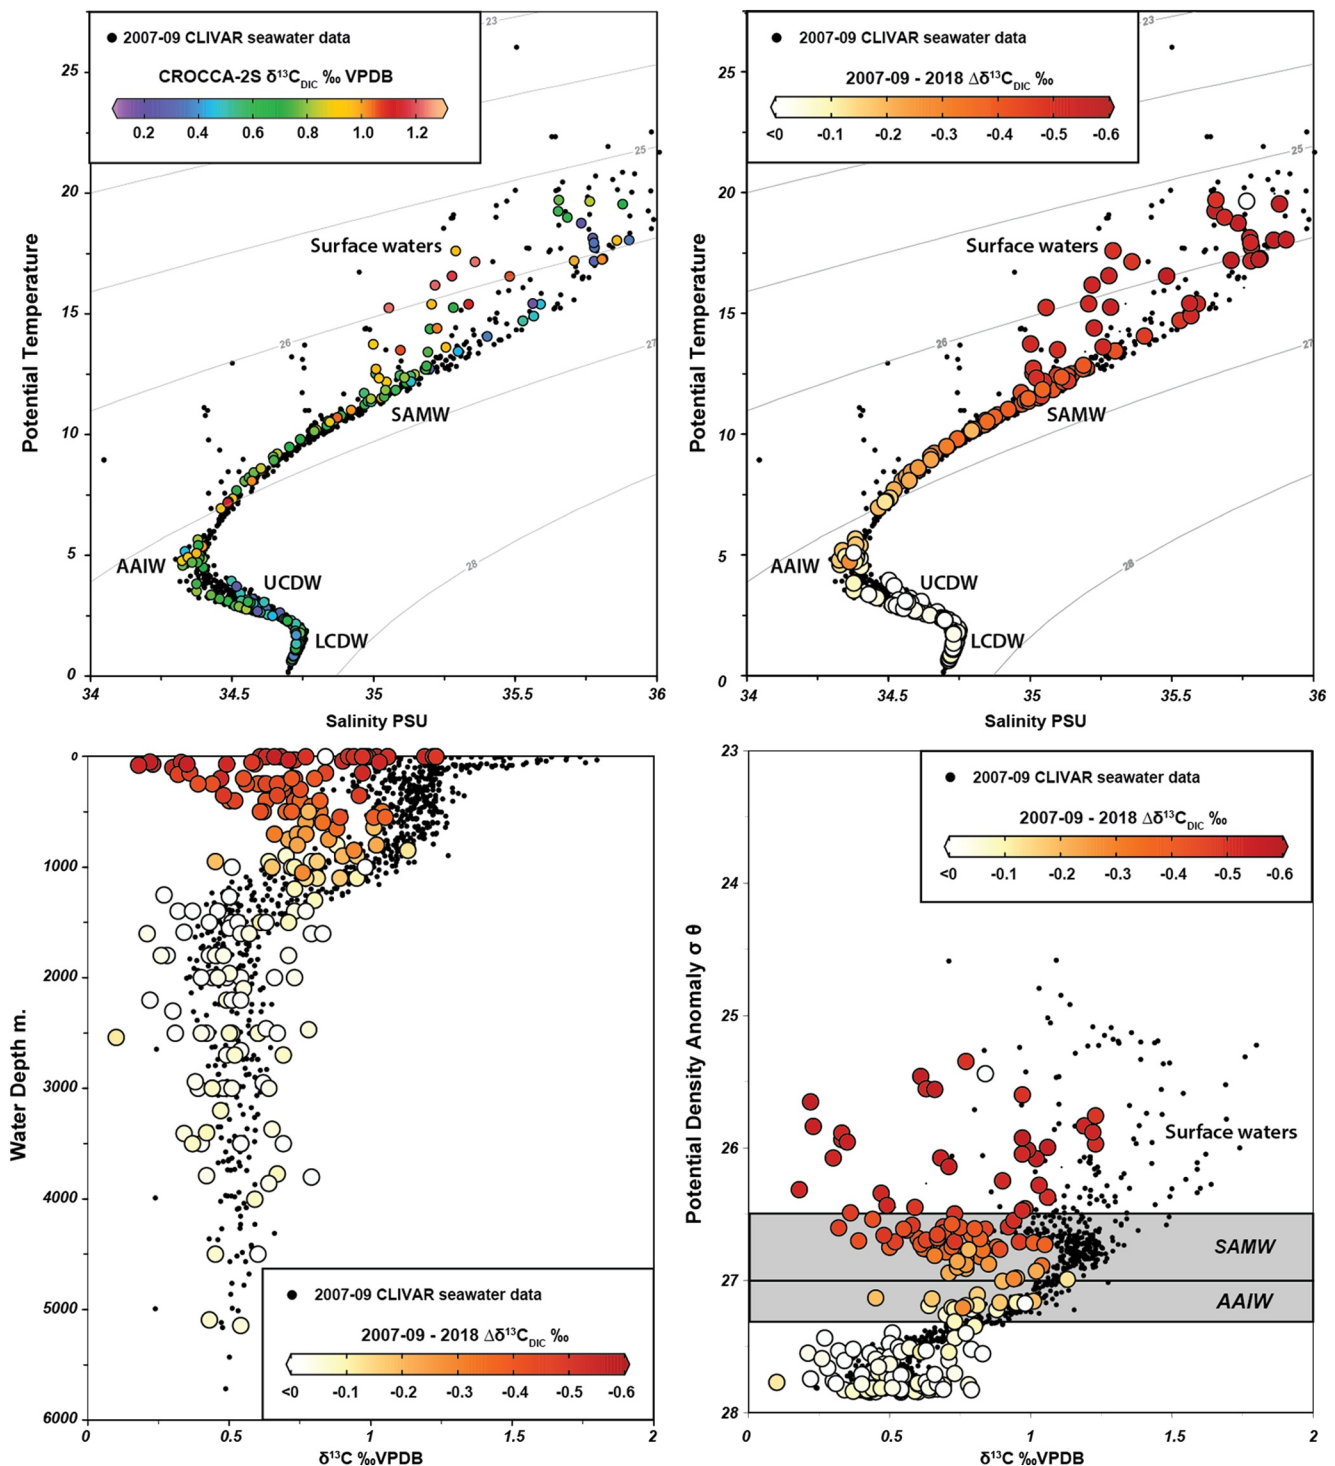 2007-09 CLIVAR seawater data
CROCCA-2S δ¹³C_DIC ‰ VPDB
0.2 0.4 0.6 0.8 1.0 1.2
23
25
26
27
28
Surface waters
SAMW
AAIW
UCDW
LCDW
Potential Temperature
25
20
15
10
5
0
34 34.5 35 35.5 36
Salinity PSU
2007-09 CLIVAR seawater data
2007-09 - 2018 Δδ¹³C_DIC ‰
<0 -0.1 -0.2 -0.3 -0.4 -0.5 -0.6
23
25
26
27
28
Surface waters
SAMW
AAIW
UCDW
LCDW
Potential Temperature
25
20
15
10
5
0
34 34.5 35 35.5 36
Salinity PSU
Water Depth m.
0
1000
2000
3000
4000
5000
6000
2007-09 CLIVAR seawater data
2007-09 - 2018 Δδ¹³C_DIC ‰
<0 -0.1 -0.2 -0.3 -0.4 -0.5 -0.6
0 0.5 1 1.5 2
δ¹³C ‰VPDB
2007-09 CLIVAR seawater data
2007-09 - 2018 Δδ¹³C_DIC ‰
<0 -0.1 -0.2 -0.3 -0.4 -0.5 -0.6
Potential Density Anomaly σ θ
23
24
25
26
27
28
Surface waters
SAMW
AAIW
0 0.5 1 1.5 2
δ¹³C ‰VPDB